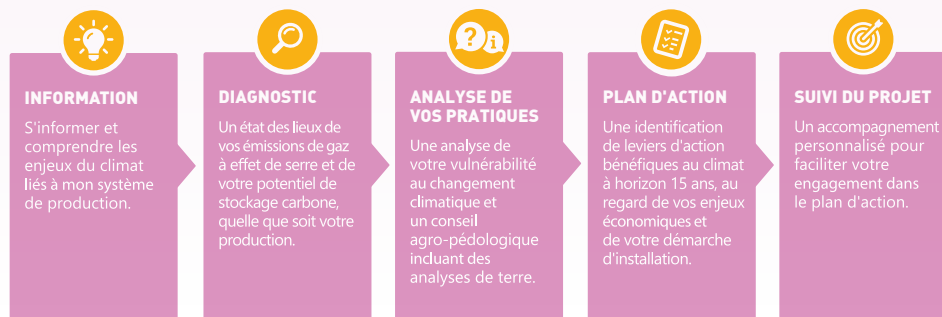 INFORMATION
S'informer et
comprendre les
enjeux du climat
liés à mon système
de production.
DIAGNOSTIC
Un état des lieux de
vos émissions de gaz
à effet de serre et de
votre potentiel de
stockage carbone,
quelle que soit votre
production.
ANALYSE DE
VOS PRATIQUES
Une analyse de
votre vulnérabilité
au changement
climatique et
un conseil
agro-pédologique
incluant des
analyses de terre.
PLAN D'ACTION
Une identification
de leviers d'action
bénéfiques au climat
à horizon 15 ans, au
regard de vos enjeux
économiques et
de votre démarche
d'installation.
SUIVI DU PROJET
Un accompagnement
personnalisé pour
faciliter votre
engagement dans
le plan d'action.